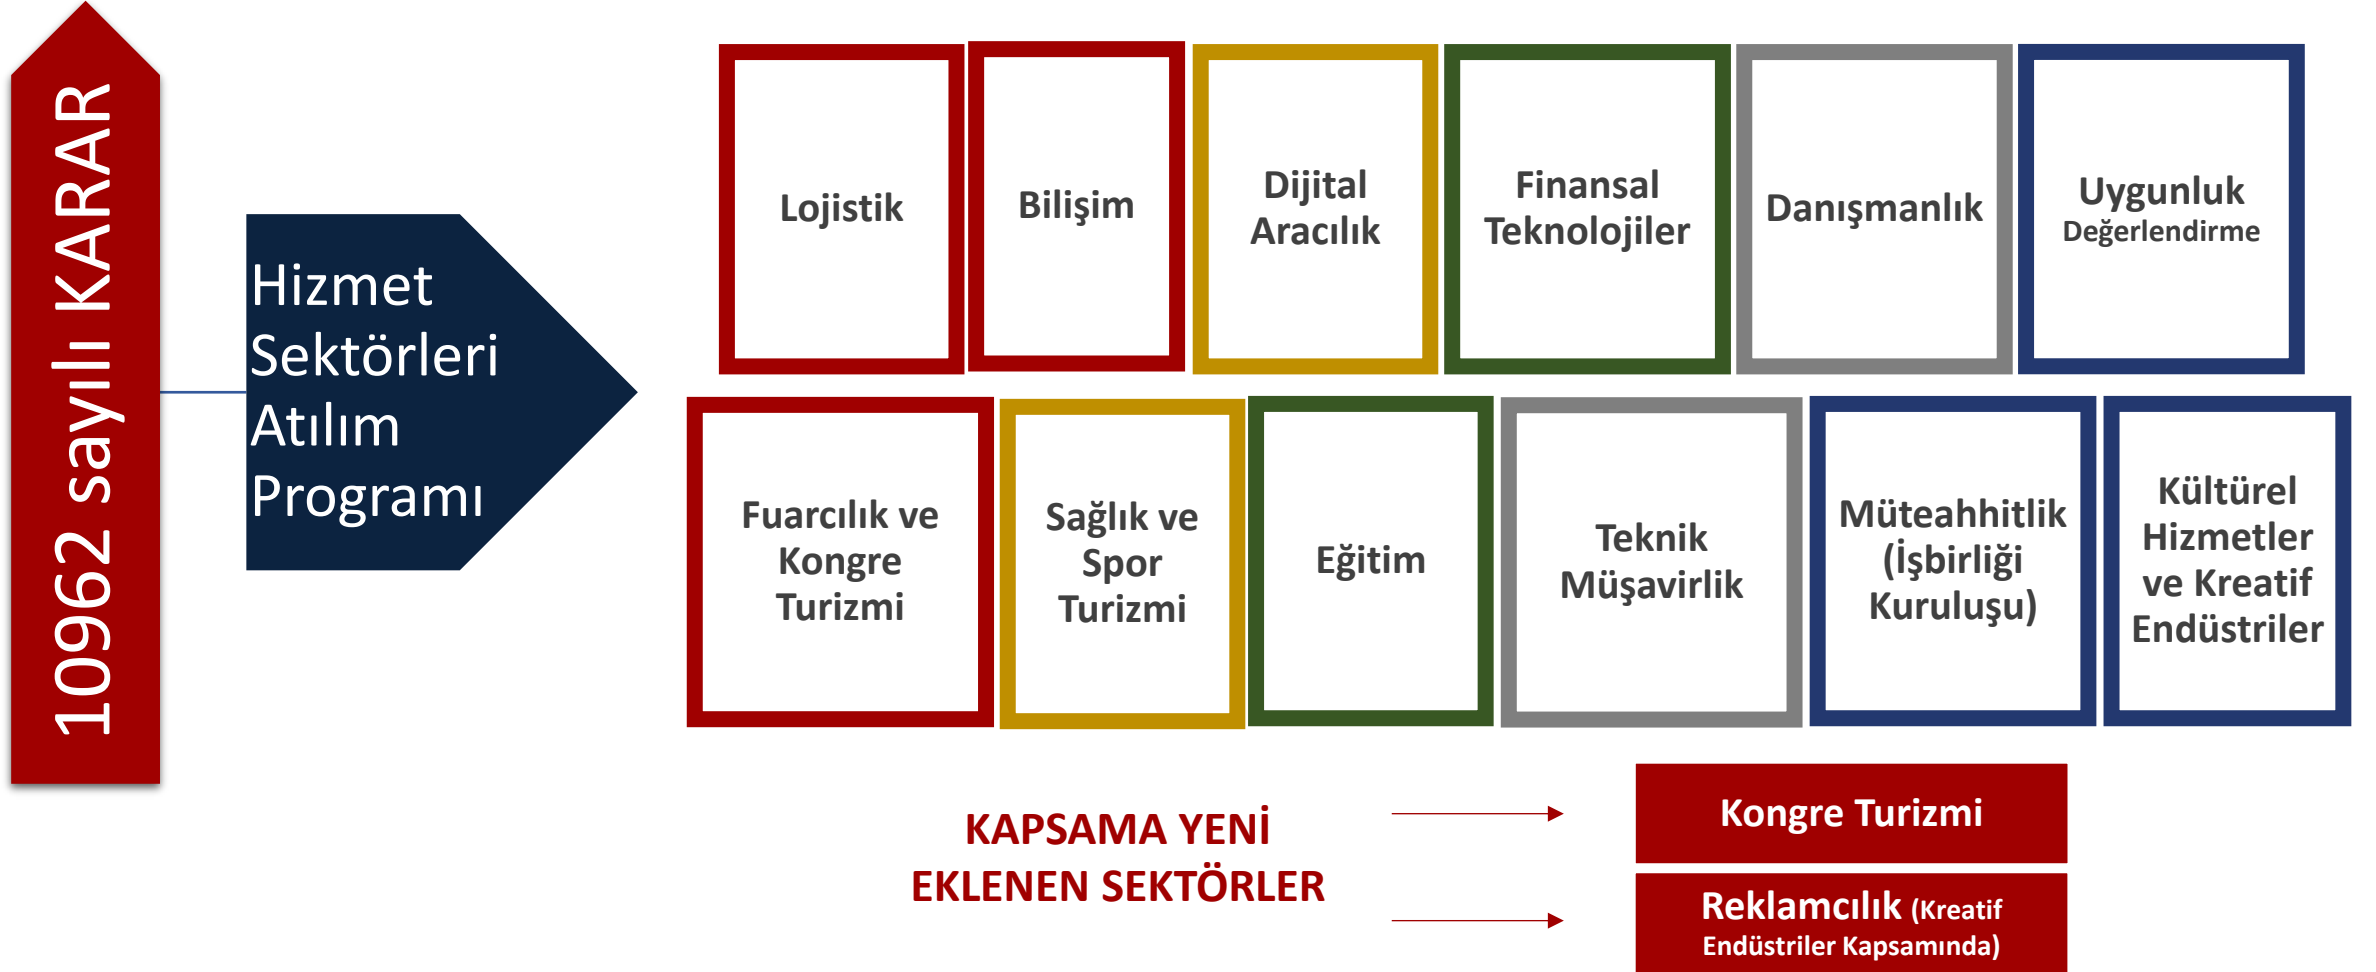 10962 sayılı KARAR
Hizmet
Sektörleri
Atılım
Programı
Lojistik
Bilişim
Dijital
Aracılık
Finansal
Teknolojiler
Danışmanlık
Uygunluk
Değerlendirme
Fuarcılık ve
Kongre
Turizmi
Sağlık ve
Spor
Turizmi
Eğitim
Teknik
Müşavirlik
Müteahhitlik
(İşbirliği
Kuruluşu)
Kültürel
Hizmetler
ve Kreatif
Endüstriler
KAPSAMA YENİ
EKLENEN SEKTÖRLER
Kongre Turizmi
Reklamcılık (Kreatif
Endüstriler Kapsamında)